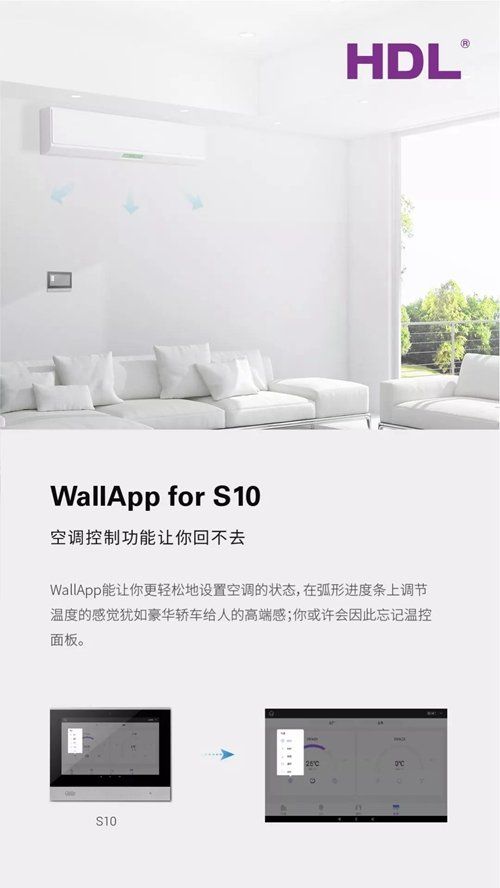 HDL®
WallApp for S10
空调控制功能让你回不去
WallApp能让你更轻松地设置空调的状态，在弧形进度条上调节
温度的感觉犹如豪华轿车给人的高端感；你或许会因此忘记温控
面板。
26℃
0℃
S10